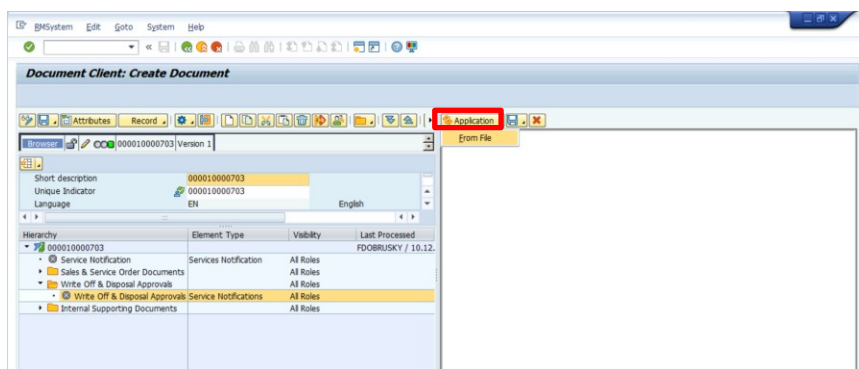 RMSystem Edit Goto System Help
Document Client: Create Document
Attributes Record Application
From File
Browser 000010000703 Version 1
Short description 000010000703
Unique Indicator 000010000703
Language EN English
Hierarchy Element Type Visibility Last Processed
000010000703 FDOBRUSKY / 10.12.
Service Notification Services Notification All Roles
Sales & Service Order Documents All Roles
Write Off & Disposal Approvals All Roles
Write Off & Disposal Approvals Service Notifications All Roles
Internal Supporting Documents All Roles